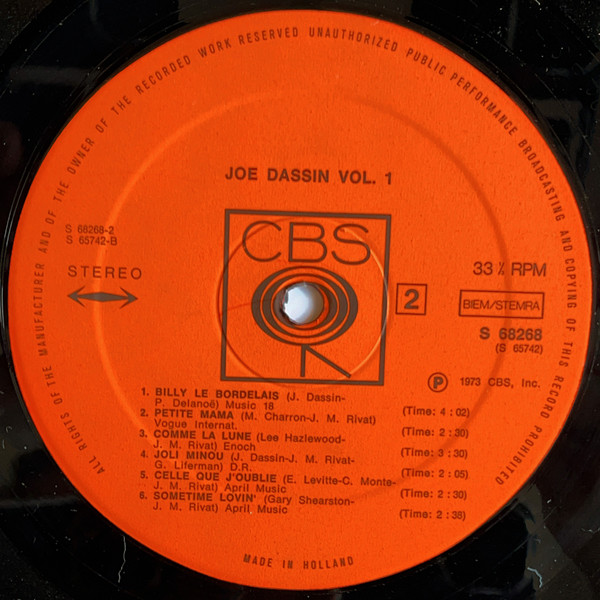 ALL RIGHTS OF THE MANUFACTURER AND OF THE OWNER OF THE RECORDED WORK RESERVED UNAUTHORIZED PUBLIC PERFORMANCE BROADCASTING AND COPYING OF THIS RECORD PROHIBITED
JOE DASSIN VOL. 1
S 68268-2
S 65742-B
STEREO
CBS
2
33⅓ RPM
BIEM/STEMRA
S 68268
(S 65742)
Ⓟ 1973 CBS, Inc.
1. BILLY LE BORDELAIS (J. Dassin-
P. Delanoë) Music 18 (Time: 4 : 02)
2. PETITE MAMA (M. Charron-J. M. Rivat)
Vogue Internat. (Time: 2 : 30)
3. COMME LA LUNE (Lee Hazlewood-
J. M. Rivat) Enoch (Time: 3 : 30)
4. JOLI MINOU (J. Dassin-J. M. Rivat-
G. Liferman) D.R. (Time: 2 : 05)
5. CELLE QUE J'OUBLIE (E. Levitte-C. Monte-
J. M. Rivat) April Music (Time: 2 : 30)
6. SOMETIME LOVIN' (Gary Shearston-
J. M. Rivat) April Music (Time: 2 : 38)
MADE IN HOLLAND